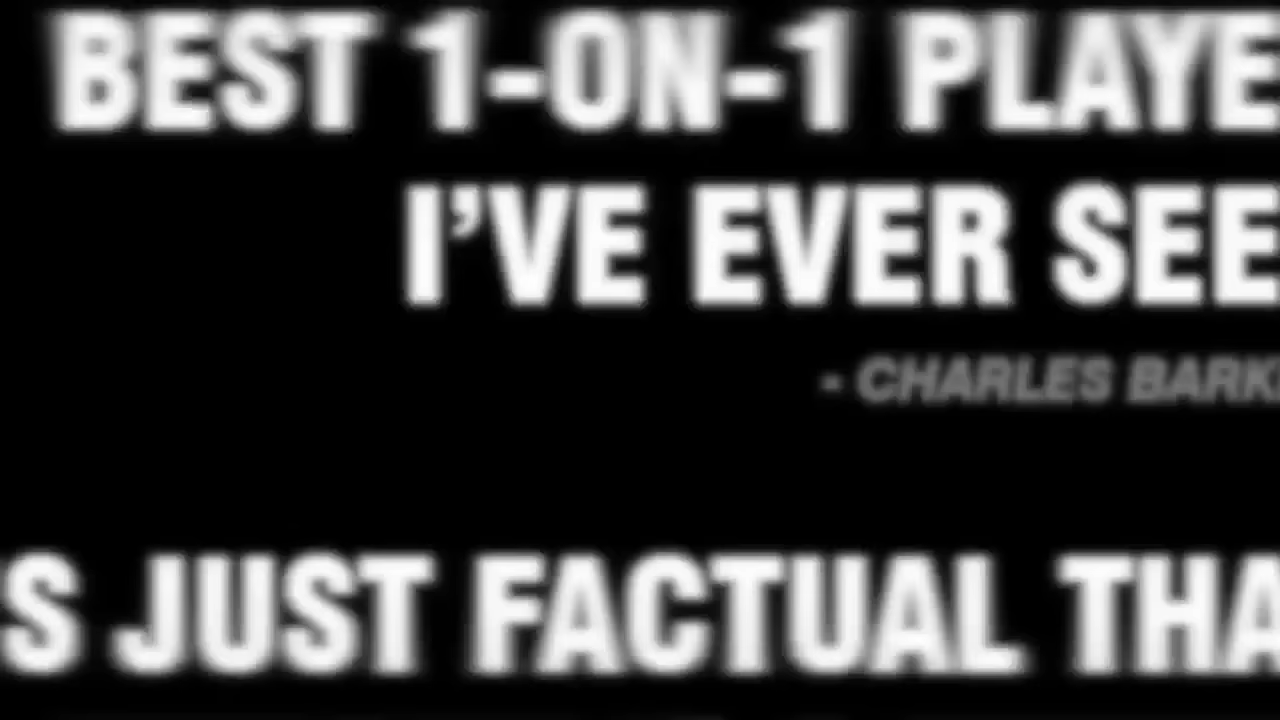 BEST 1-ON-1 PLAYE
I’VE EVER SEE
- CHARLES BARK
S JUST FACTUAL THA